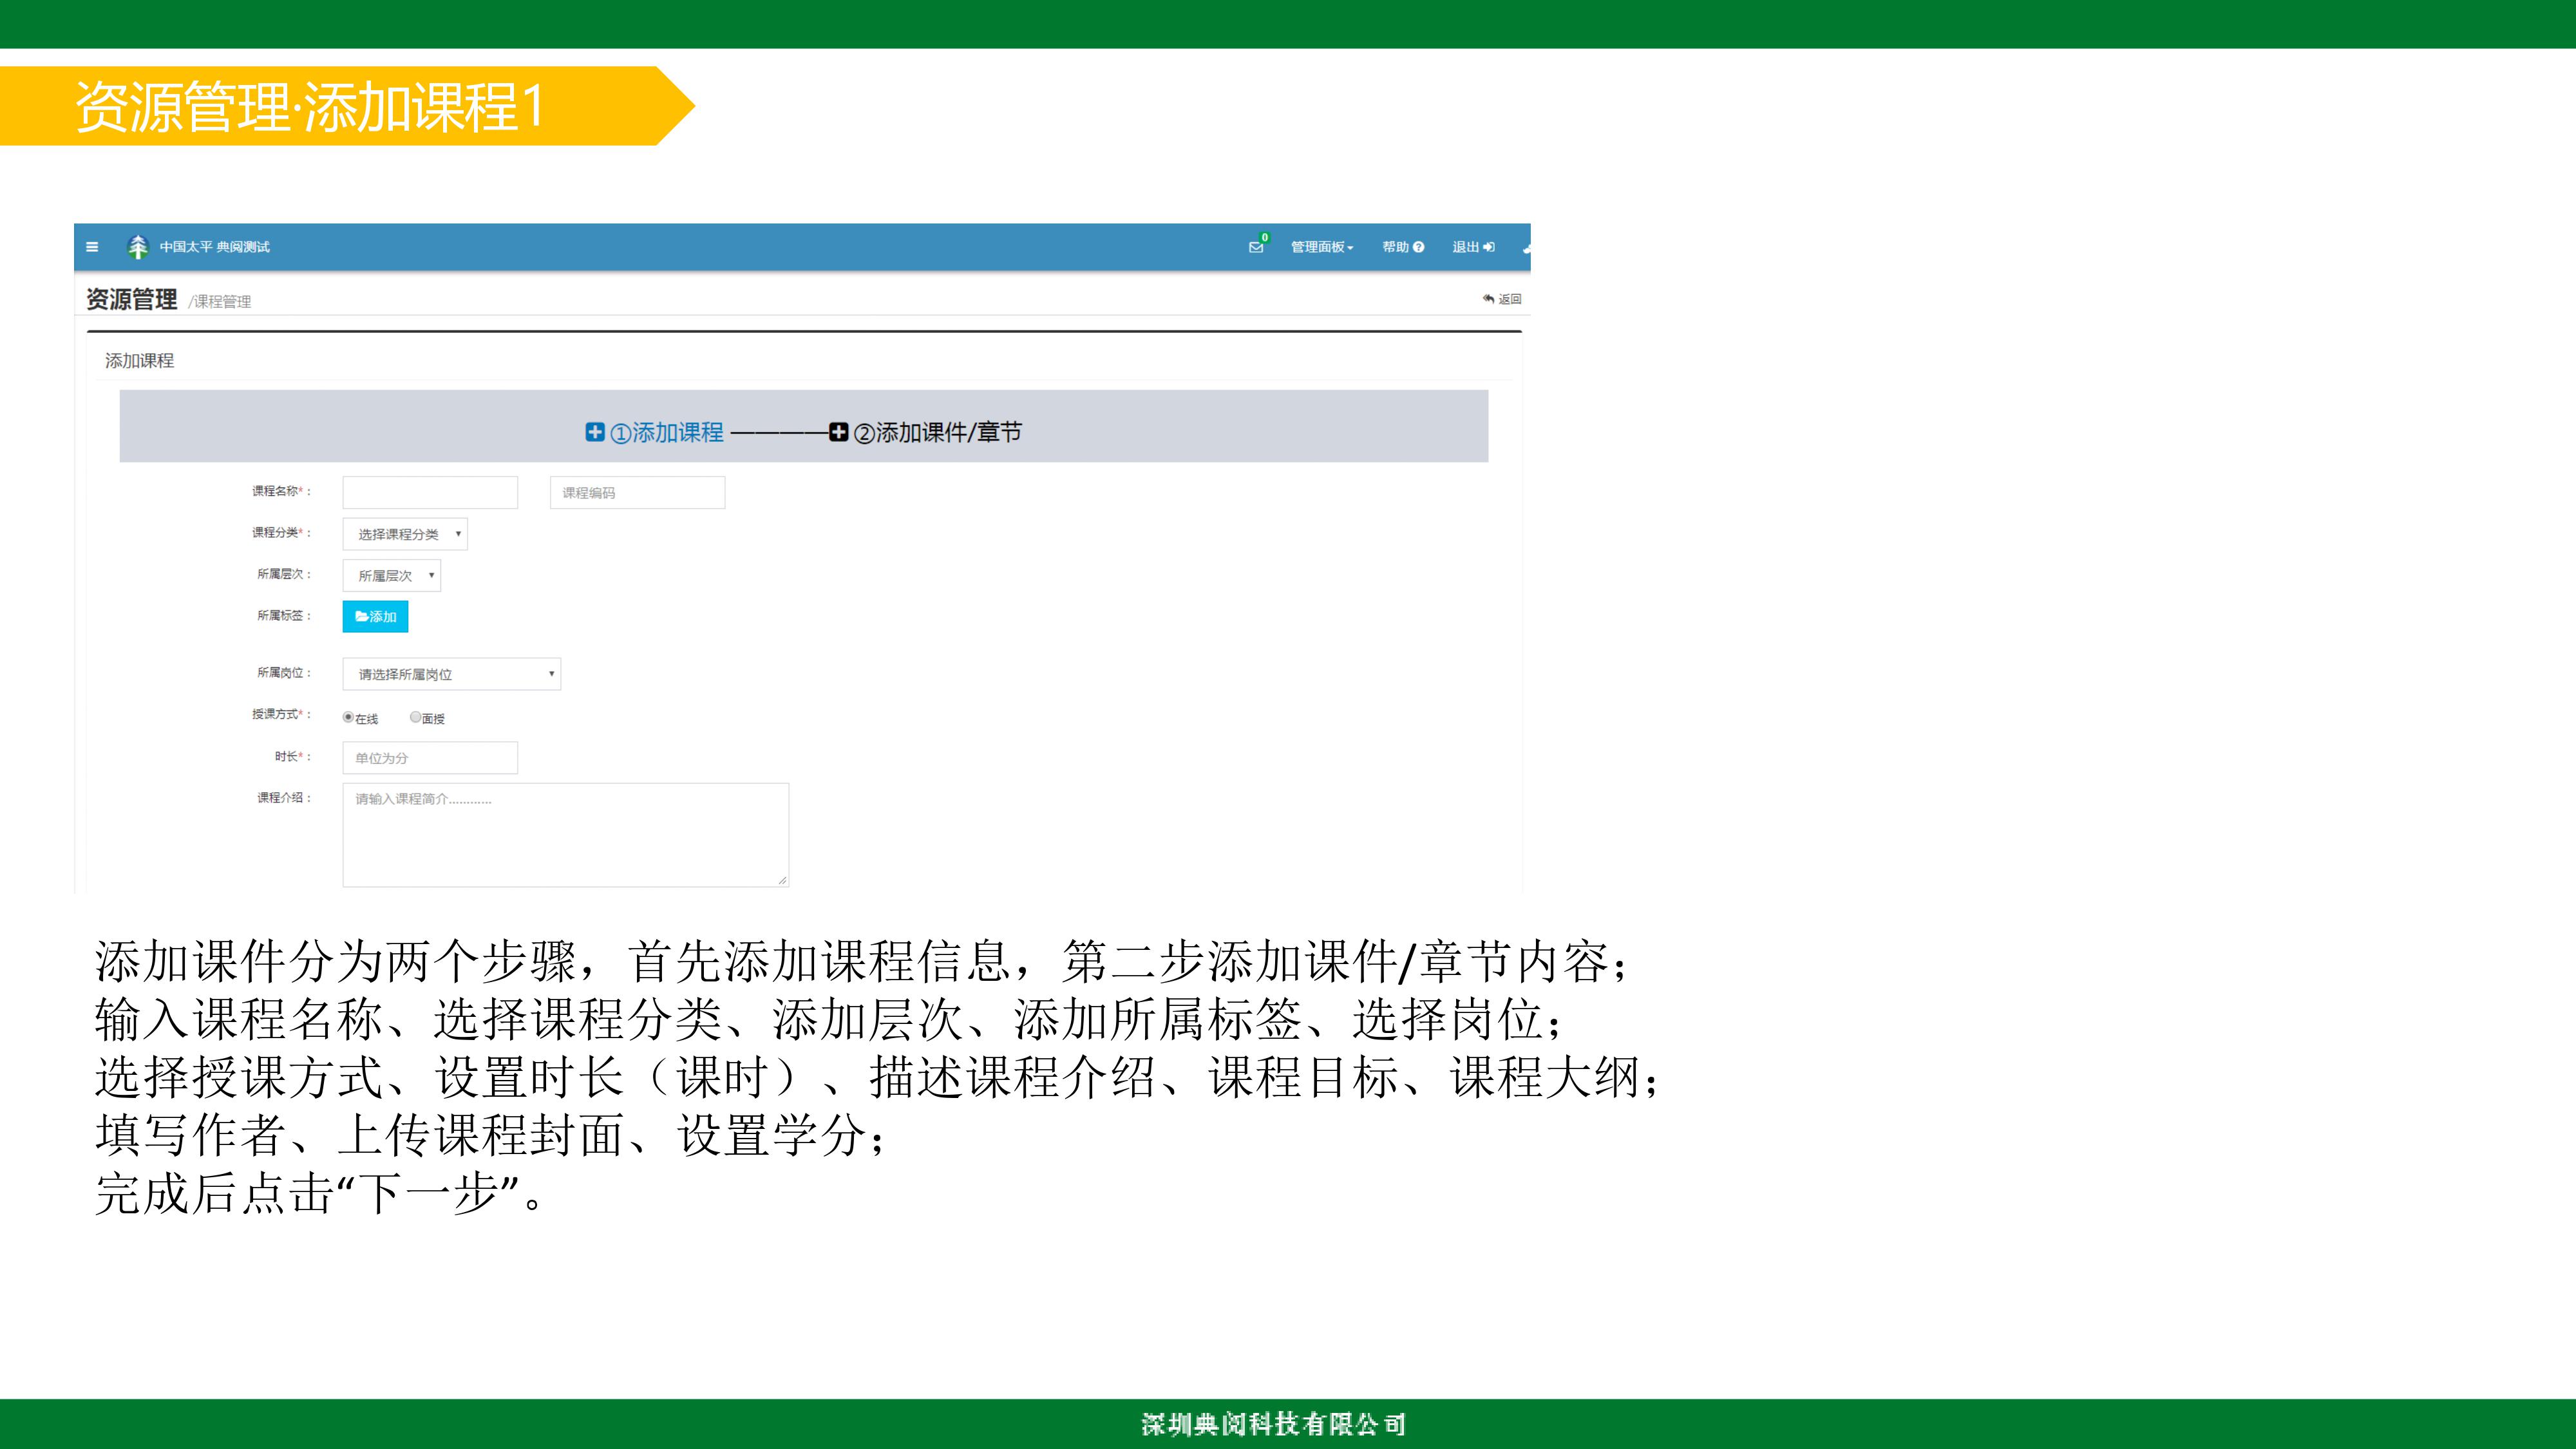 资源管理·添加课程1
中国太平 典阅测试 0 管理面板 帮助 退出
资源管理 /课程管理 返回
添加课程
①添加课程 ————— ②添加课件/章节
课程名称*： 课程编码
课程分类*： 选择课程分类
所属层次： 所属层次
所属标签： 添加
所属岗位： 请选择所属岗位
授课方式*： 在线 面授
时长*： 单位为分
课程介绍： 请输入课程简介…………
添加课件分为两个步骤，首先添加课程信息，第二步添加课件/章节内容；
输入课程名称、选择课程分类、添加层次、添加所属标签、选择岗位；
选择授课方式、设置时长（课时）、描述课程介绍、课程目标、课程大纲；
填写作者、上传课程封面、设置学分；
完成后点击“下一步”。
深圳典阅科技有限公司